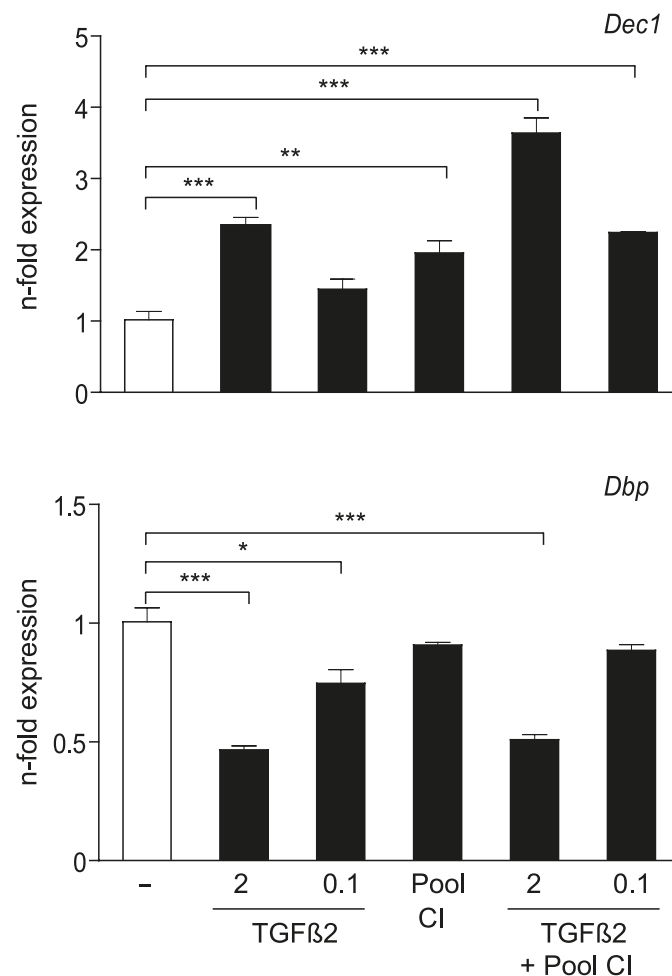 Dec1
5
4
3
2
1
0
n-fold expression
***
***
**
***
Dbp
1.5
1
0.5
0
n-fold expression
***
*
***
– 2 0.1 Pool 2 0.1
CI
TGFß2 TGFß2
+ Pool CI